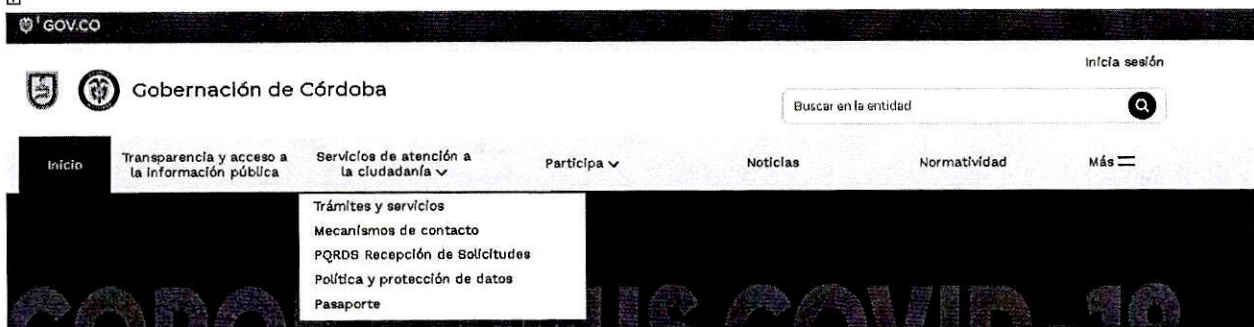 GOV.CO
Inicia sesión
Gobernación de Córdoba
Buscar en la entidad
Inicio
Transparencia y acceso a
la información pública
Servicios de atención a
la ciudadanía
Participa
Noticias
Normatividad
Más
Trámites y servicios
Mecanismos de contacto
PQRDS Recepción de Solicitudes
Política y protección de datos
Pasaporte
COVID-19